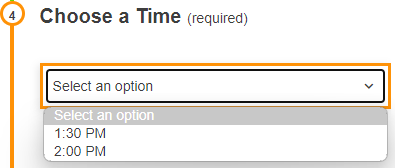 4
Choose a Time (required)
Select an option
Select an option
1:30 PM
2:00 PM